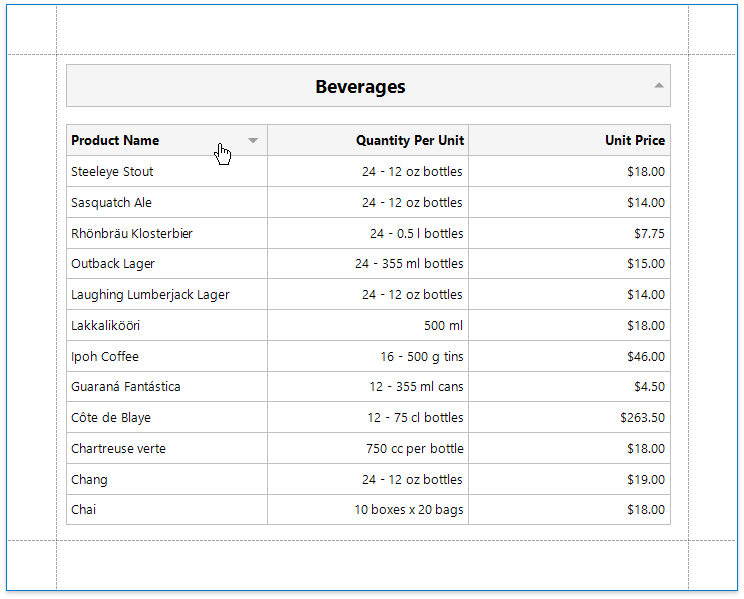 Beverages
Product Name Quantity Per Unit Unit Price
Steeleye Stout 24 - 12 oz bottles $18.00
Sasquatch Ale 24 - 12 oz bottles $14.00
Rhönbräu Klosterbier 24 - 0.5 l bottles $7.75
Outback Lager 24 - 355 ml bottles $15.00
Laughing Lumberjack Lager 24 - 12 oz bottles $14.00
Lakkalikööri 500 ml $18.00
Ipoh Coffee 16 - 500 g tins $46.00
Guaraná Fantástica 12 - 355 ml cans $4.50
Côte de Blaye 12 - 75 cl bottles $263.50
Chartreuse verte 750 cc per bottle $18.00
Chang 24 - 12 oz bottles $19.00
Chai 10 boxes x 20 bags $18.00